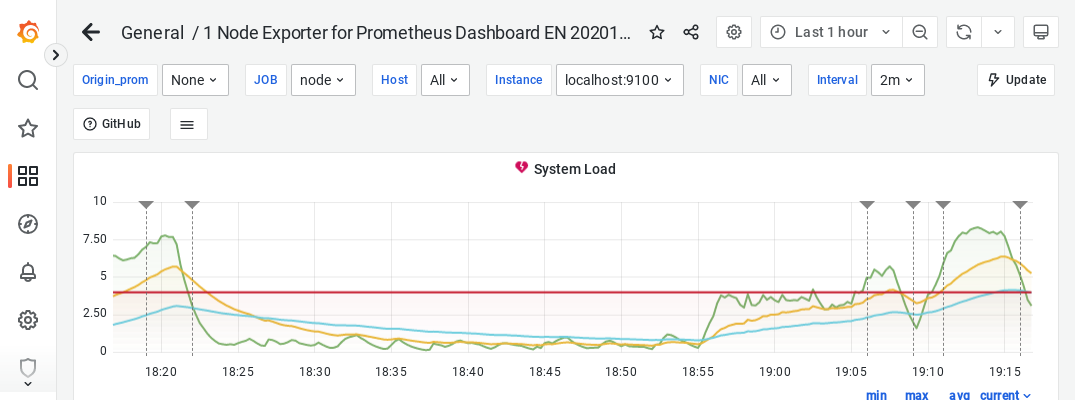 General / 1 Node Exporter for Prometheus Dashboard EN 20201...
Last 1 hour
Origin_prom None JOB node Host All Instance localhost:9100 NIC All Interval 2m Update
GitHub
System Load
10
7.50
5
2.50
0
18:20 18:25 18:30 18:35 18:40 18:45 18:50 18:55 19:00 19:05 19:10 19:15
min max avg current